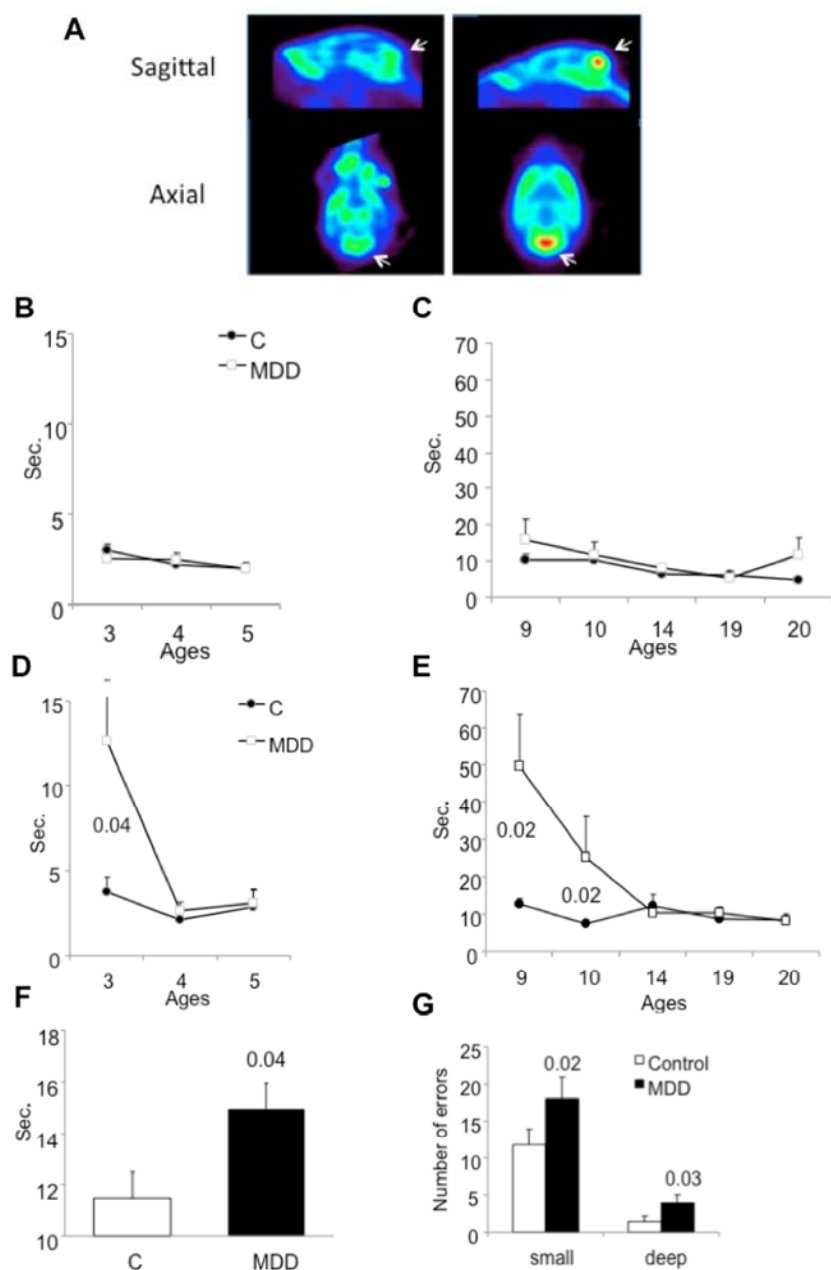 A
Sagittal
Axial
B
15
10
5
0
Sec.
C
MDD
3 4 5
Ages
C
70
60
50
40
30
20
10
0
Sec.
9 10 14 19 20
Ages
D
15
10
5
0
Sec.
0.04
C
MDD
3 4 5
Ages
E
70
60
50
40
30
20
10
0
Sec.
0.02
0.02
9 10 14 19 20
Ages
F
18
16
14
12
10
Sec.
0.04
C MDD
G
25
20
15
10
5
0
Number of errors
0.02
0.03
Control
MDD
small deep